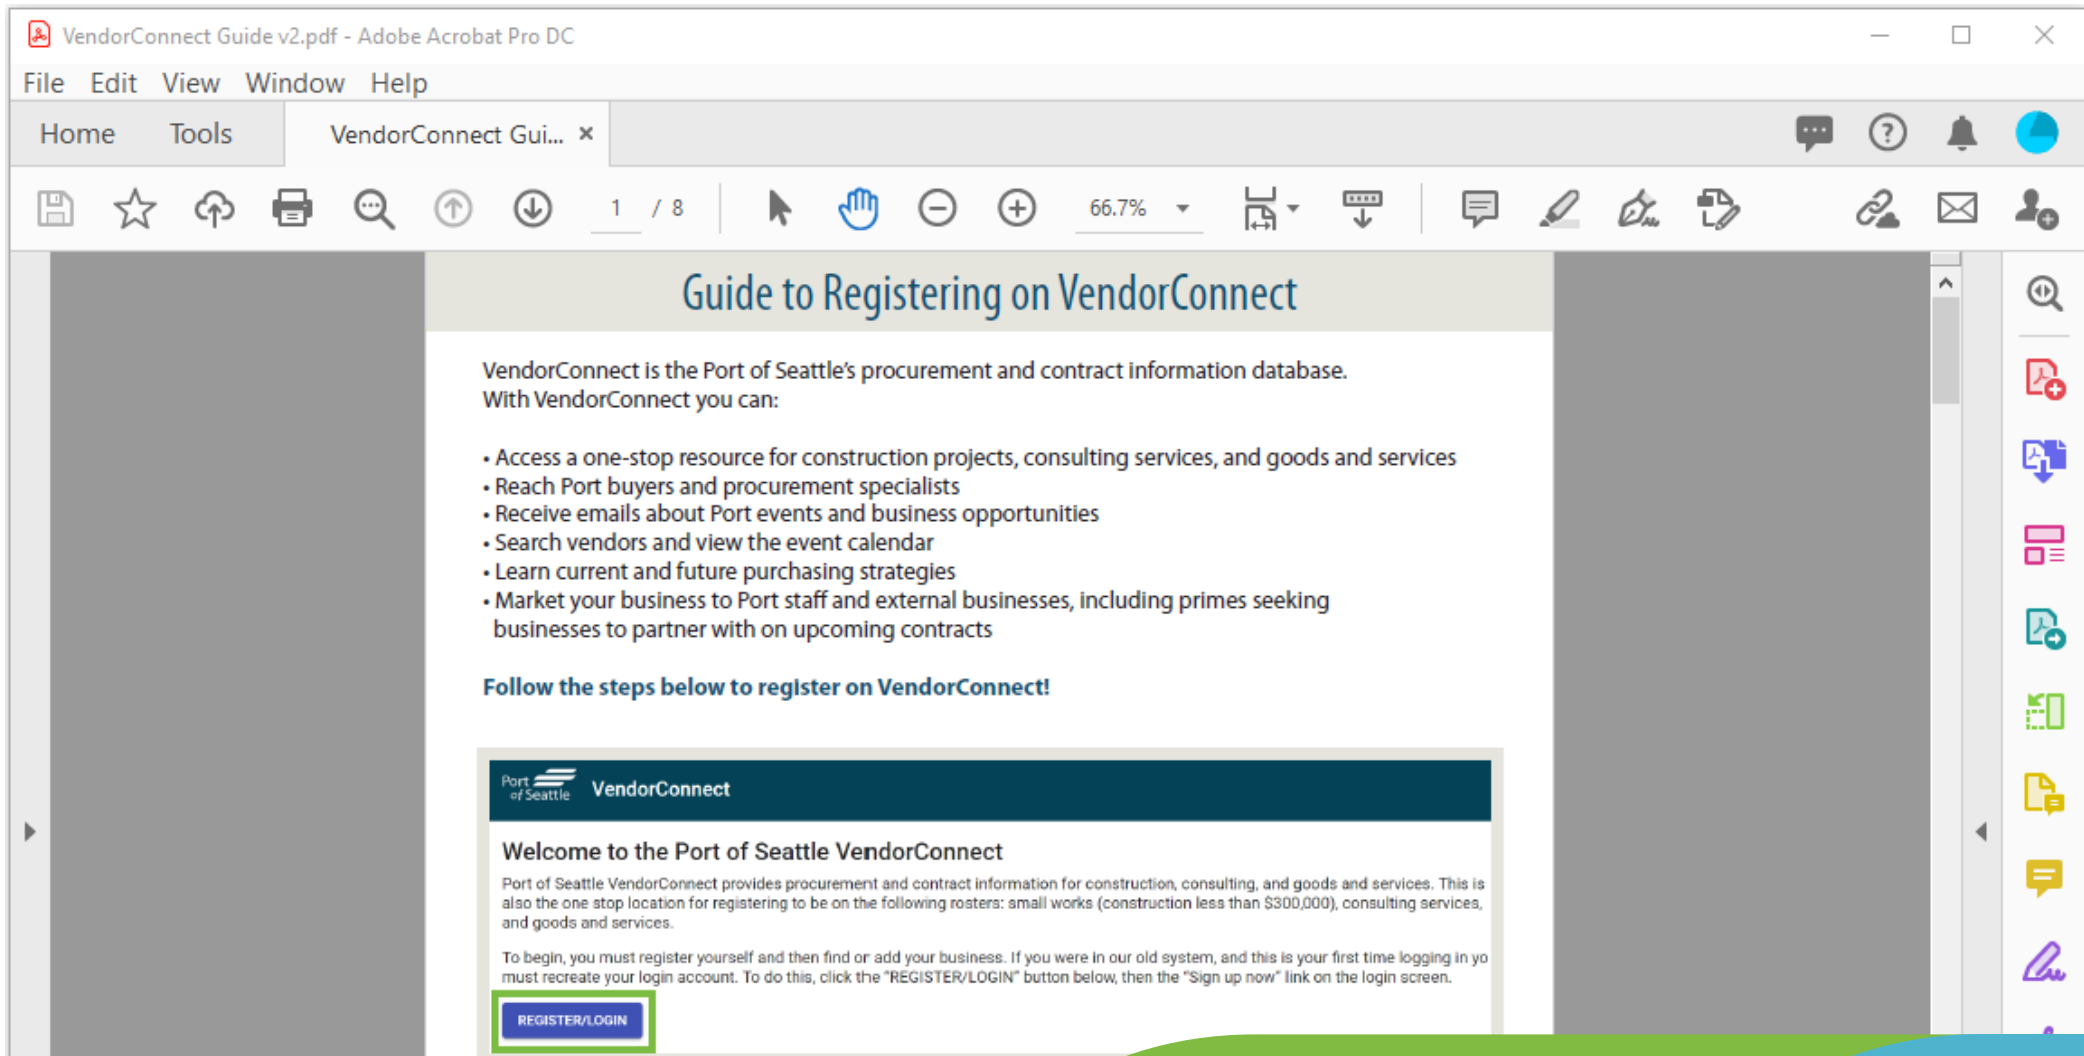 VendorConnect Guide v2.pdf - Adobe Acrobat Pro DC
File Edit View Window Help
Home Tools VendorConnect Gui... ×
1 / 8 66.7%
Guide to Registering on VendorConnect
VendorConnect is the Port of Seattle's procurement and contract information database.
With VendorConnect you can:
• Access a one-stop resource for construction projects, consulting services, and goods and services
• Reach Port buyers and procurement specialists
• Receive emails about Port events and business opportunities
• Search vendors and view the event calendar
• Learn current and future purchasing strategies
• Market your business to Port staff and external businesses, including primes seeking
businesses to partner with on upcoming contracts
Follow the steps below to register on VendorConnect!
Port
of Seattle
VendorConnect
Welcome to the Port of Seattle VendorConnect
Port of Seattle VendorConnect provides procurement and contract information for construction, consulting, and goods and services. This is
also the one stop location for registering to be on the following rosters: small works (construction less than $300,000), consulting services,
and goods and services.
To begin, you must register yourself and then find or add your business. If you were in our old system, and this is your first time logging in yo
must recreate your login account. To do this, click the "REGISTER/LOGIN" button below, then the "Sign up now" link on the login screen.
REGISTER/LOGIN